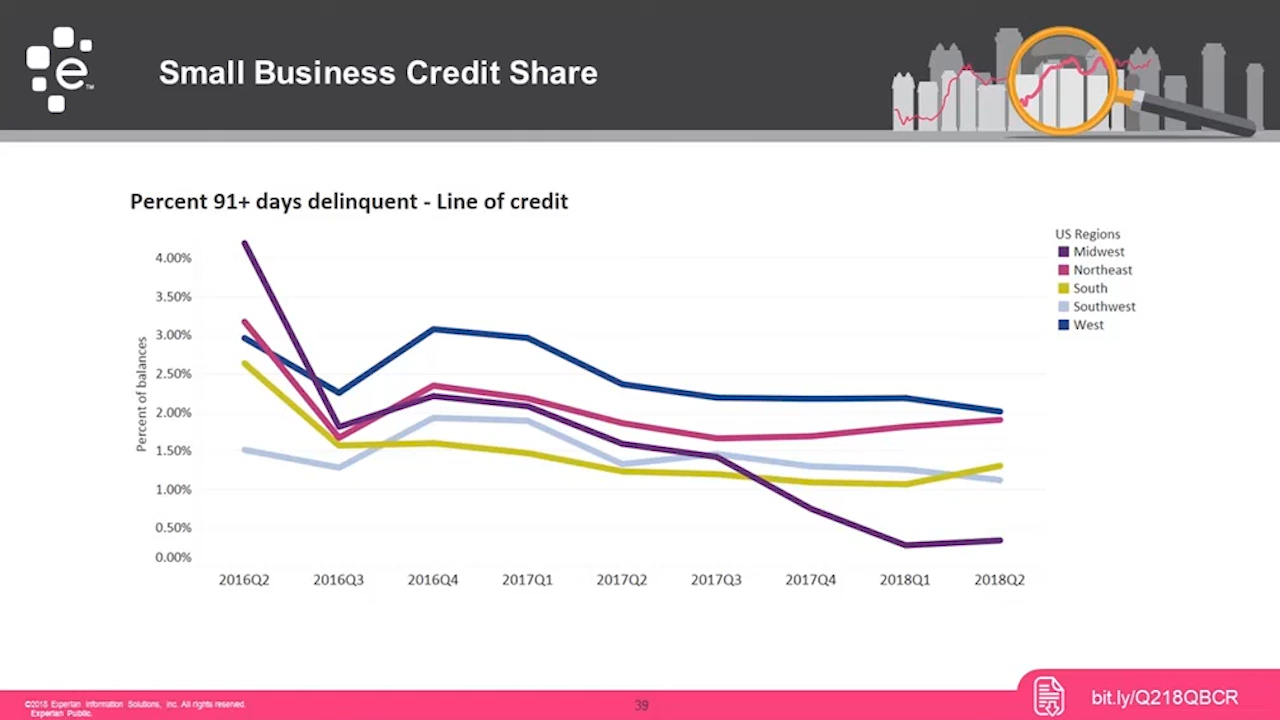 e
TM
Small Business Credit Share
Percent 91+ days delinquent - Line of credit
US Regions
Midwest
Northeast
South
Southwest
West
Percent of balances
4.00%
3.50%
3.00%
2.50%
2.00%
1.50%
1.00%
0.50%
0.00%
2016Q2 2016Q3 2016Q4 2017Q1 2017Q2 2017Q3 2017Q4 2018Q1 2018Q2
©2018 Experian Information Solutions, Inc. All rights reserved.
Experian Public.
39
bit.ly/Q218QBCR